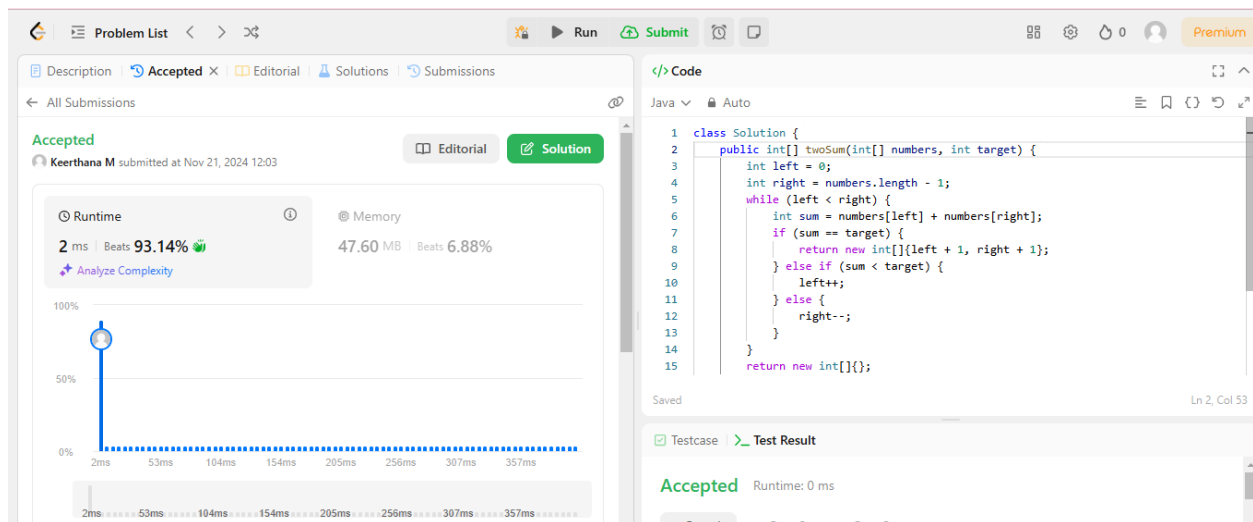 Problem List
Run
Submit
0
Premium
Description
Accepted
Editorial
Solutions
Submissions
All Submissions
Accepted
Keerthana M submitted at Nov 21, 2024 12:03
Editorial
Solution
Runtime
2 ms Beats 93.14%
Analyze Complexity
Memory
47.60 MB Beats 6.88%
100%
50%
0%
2ms 53ms 104ms 154ms 205ms 256ms 307ms 357ms
2ms 53ms 104ms 154ms 205ms 256ms 307ms 357ms
</> Code
Java Auto
1 class Solution {
2 public int[] twoSum(int[] numbers, int target) {
3 int left = 0;
4 int right = numbers.length - 1;
5 while (left < right) {
6 int sum = numbers[left] + numbers[right];
7 if (sum == target) {
8 return new int[]{left + 1, right + 1};
9 } else if (sum < target) {
10 left++;
11 } else {
12 right--;
13 }
14 }
15 return new int[]{};
Saved
Ln 2, Col 53
Testcase
Test Result
Accepted Runtime: 0 ms